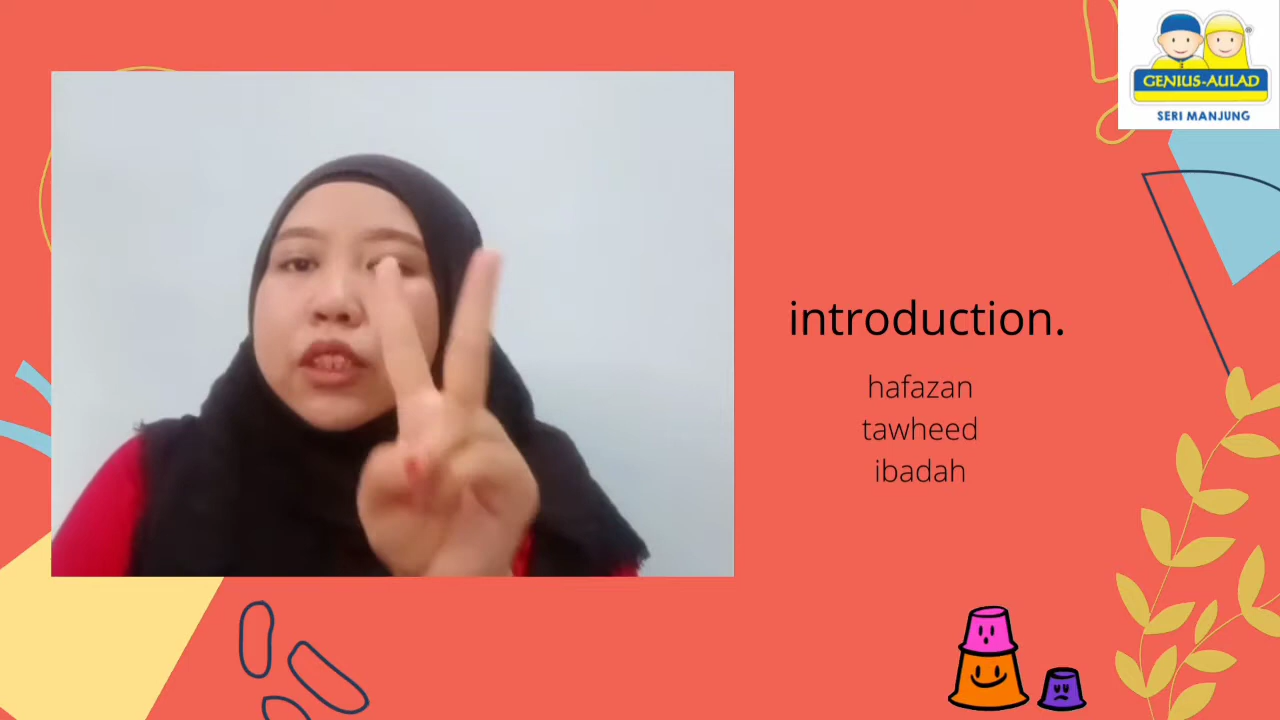 GENIUS-AULAD
®
SERI MANJUNG
introduction.
hafazan
tawheed
ibadah